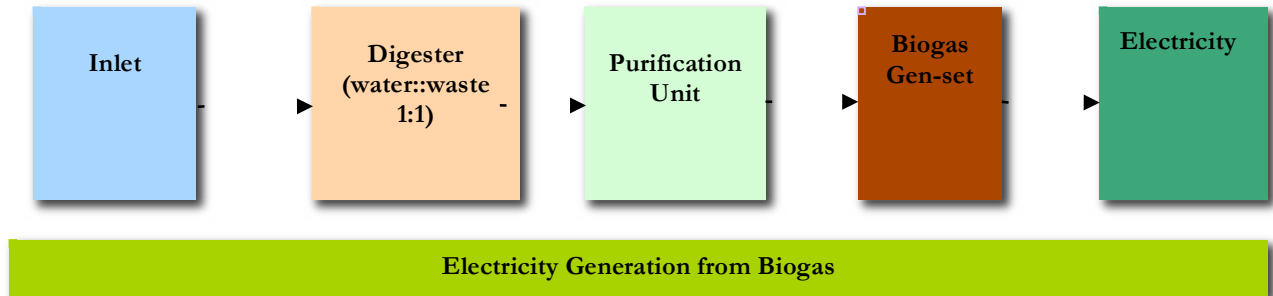 Inlet
Digester
(water::waste
1:1)
Purification
Unit
Biogas
Gen-set
Electricity
Electricity Generation from Biogas